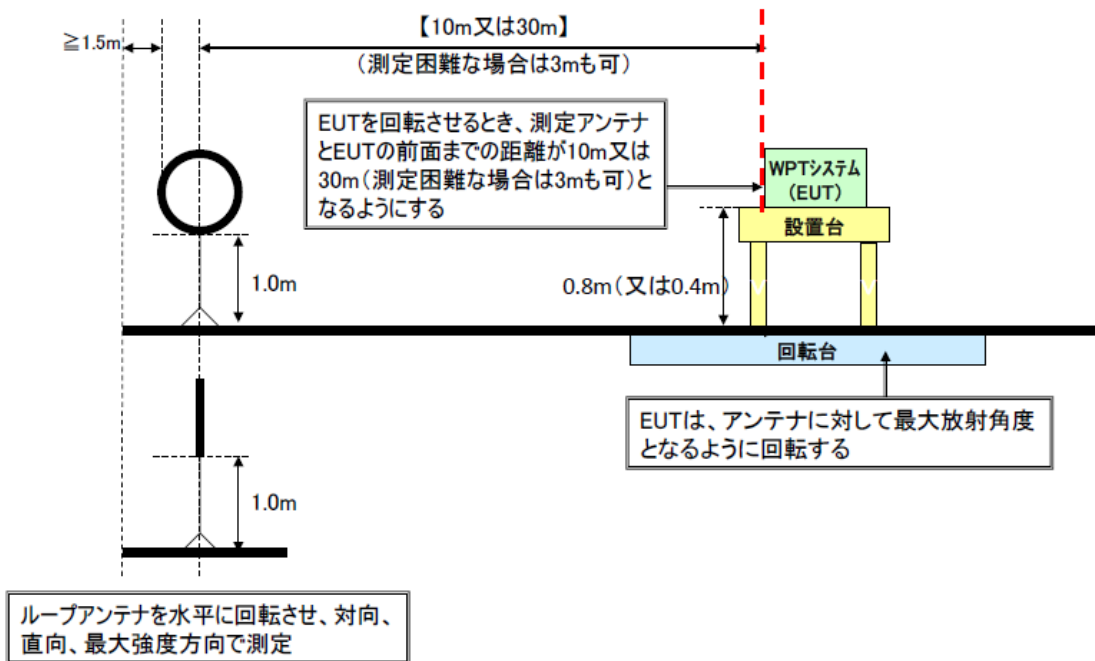 ≧1.5m
【10m又は30m】
(測定困難な場合は3mも可)
EUTを回転させるとき、測定アンテナ
とEUTの前面までの距離が10m又は
30m(測定困難な場合は3mも可)と
なるようにする
WPTシステム
(EUT)
設置台
1.0m
0.8m(又は0.4m)
回転台
EUTは、アンテナに対して最大放射角度
となるように回転する
1.0m
ループアンテナを水平に回転させ、対向、
直向、最大強度方向で測定